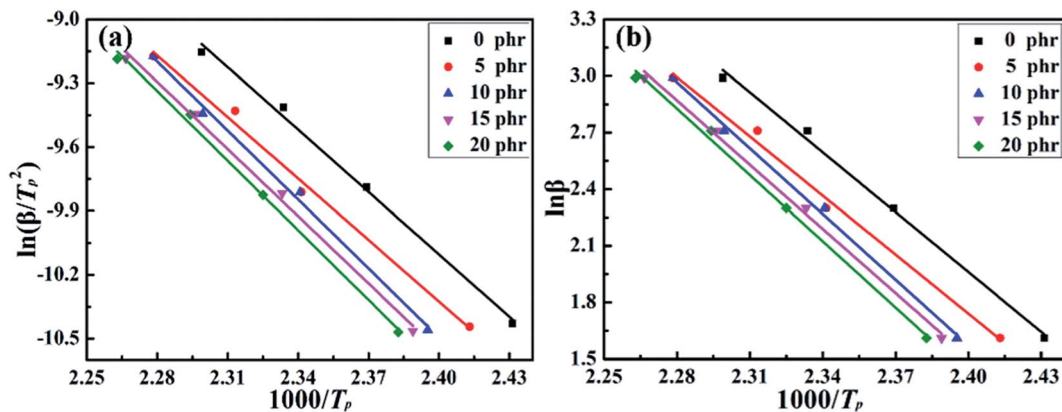 (a)
0 phr
5 phr
10 phr
15 phr
20 phr
-9.0
-9.3
-9.6
-9.9
-10.2
-10.5
ln(β/Tp²)
2.25 2.28 2.31 2.34 2.37 2.40 2.43
1000/Tp
(b)
0 phr
5 phr
10 phr
15 phr
20 phr
3.5
3.0
2.7
2.4
2.1
1.8
1.5
lnβ
2.25 2.28 2.31 2.34 2.37 2.40 2.43
1000/Tp